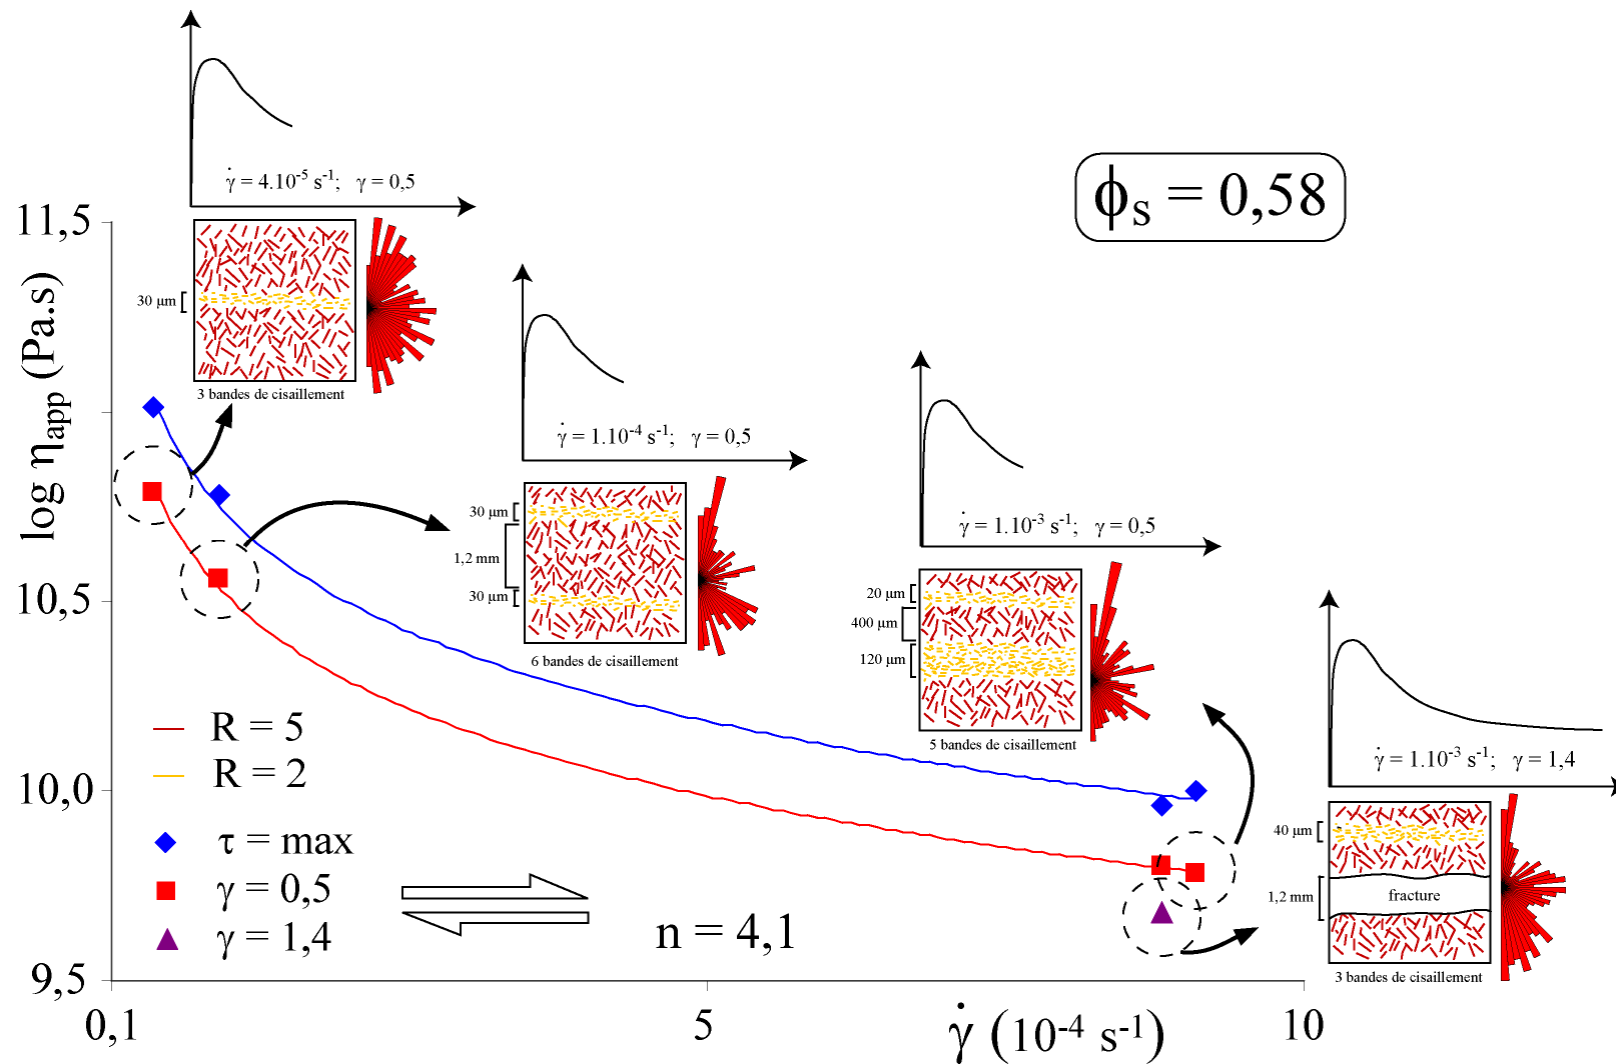 γ̇ = 4.10⁻⁵ s⁻¹; γ = 0,5
ϕs = 0,58
11,5
30 µm
3 bandes de cisaillement
log ηapp (Pa.s)
γ̇ = 1.10⁻⁴ s⁻¹; γ = 0,5
30 µm
1,2 mm
30 µm
6 bandes de cisaillement
γ̇ = 1.10⁻³ s⁻¹; γ = 0,5
20 µm
400 µm
120 µm
5 bandes de cisaillement
10,5
10,0
9,5
R = 5
R = 2
τ = max
γ = 0,5
γ = 1,4
n = 4,1
γ̇ = 1.10⁻³ s⁻¹; γ = 1,4
40 µm
1,2 mm
fracture
3 bandes de cisaillement
0,1
5
γ̇ (10⁻⁴ s⁻¹)
10